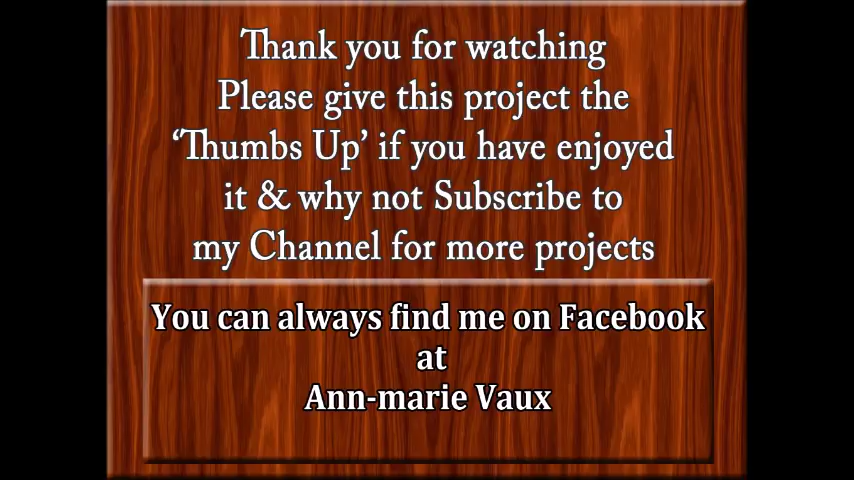 Thank you for watching
Please give this project the
‘Thumbs Up’ if you have enjoyed
it & why not Subscribe to
my Channel for more projects
You can always find me on Facebook
at
Ann-marie Vaux